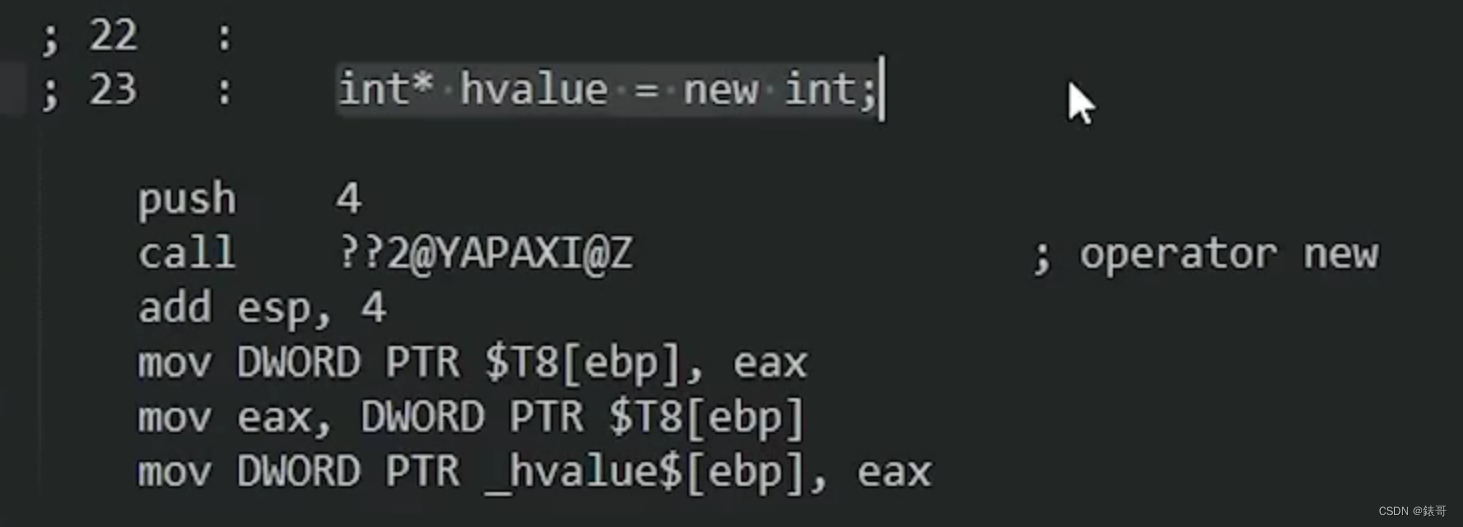 ; 22   :
; 23   :    int* hvalue = new int;
push    4
call    ??2@YAPAXI@Z                ; operator new
add esp, 4
mov DWORD PTR $T8[ebp], eax
mov eax, DWORD PTR $T8[ebp]
mov DWORD PTR _hvalue$[ebp], eax
CSDN @錶哥